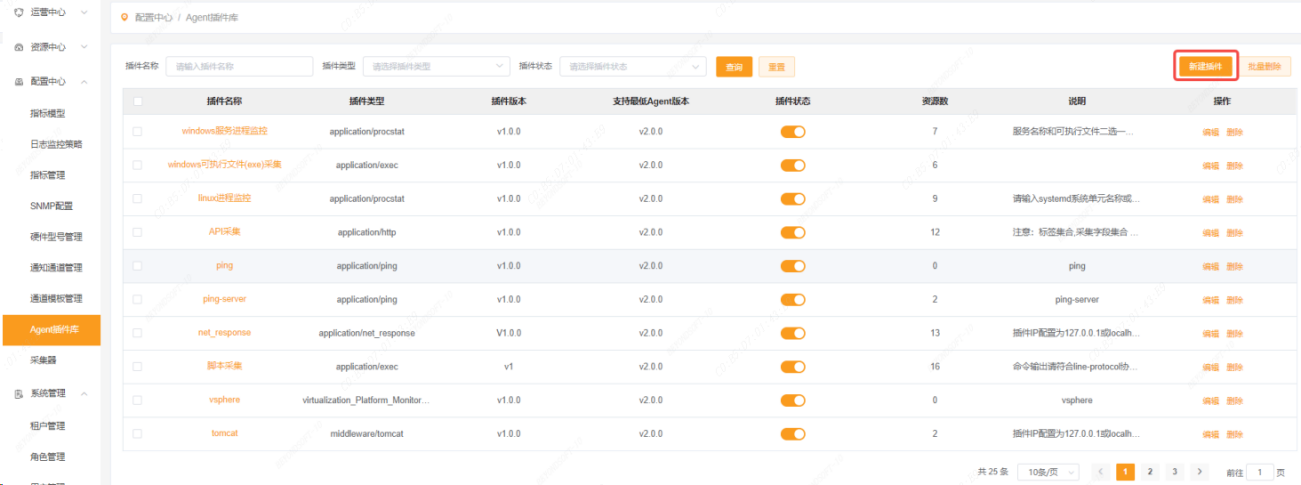 运营中心
资源中心
配置中心
指标模型
日志监控策略
指标管理
SNMP配置
硬件型号管理
通知通道管理
通道模板管理
Agent插件库
采集器
系统管理
租户管理
角色管理
配置中心 / Agent插件库
插件名称 请输入插件名称 插件类型 请选择插件类型 插件状态 请选择插件状态 查询 重置 新建插件 批量删除
插件名称 插件类型 插件版本 支持最低Agent版本 插件状态 资源数 说明 操作
windows服务进程监控 application/procstat v1.0.0 v2.0.0 7 服务名称和可执行文件二选一... 编辑 删除
windows可执行文件(exe)采集 application/exec v1.0.0 v2.0.0 6 编辑 删除
linux进程监控 application/procstat v1.0.0 v2.0.0 9 请输入systemd系统单元名称或... 编辑 删除
API采集 application/http v1.0.0 v2.0.0 12 注意：标签集合,采集字段集合 ... 编辑 删除
ping application/ping v1.0.0 v2.0.0 0 ping 编辑 删除
ping-server application/ping v1.0.0 v2.0.0 2 ping-server 编辑 删除
net_response application/net_response V1.0.0 v2.0.0 13 插件IP配置为127.0.0.1或localh... 编辑 删除
脚本采集 application/exec v1 v2.0.0 16 命令输出请符合line-protocol协... 编辑 删除
vsphere virtualization_Platform_Monitor... v1.0.0 v2.0.0 0 vsphere 编辑 删除
tomcat middleware/tomcat v1.0.0 v2.0.0 2 插件IP配置为127.0.0.1或localh... 编辑 删除
共 25 条 10条/页 < 1 2 3 > 前往 1 页